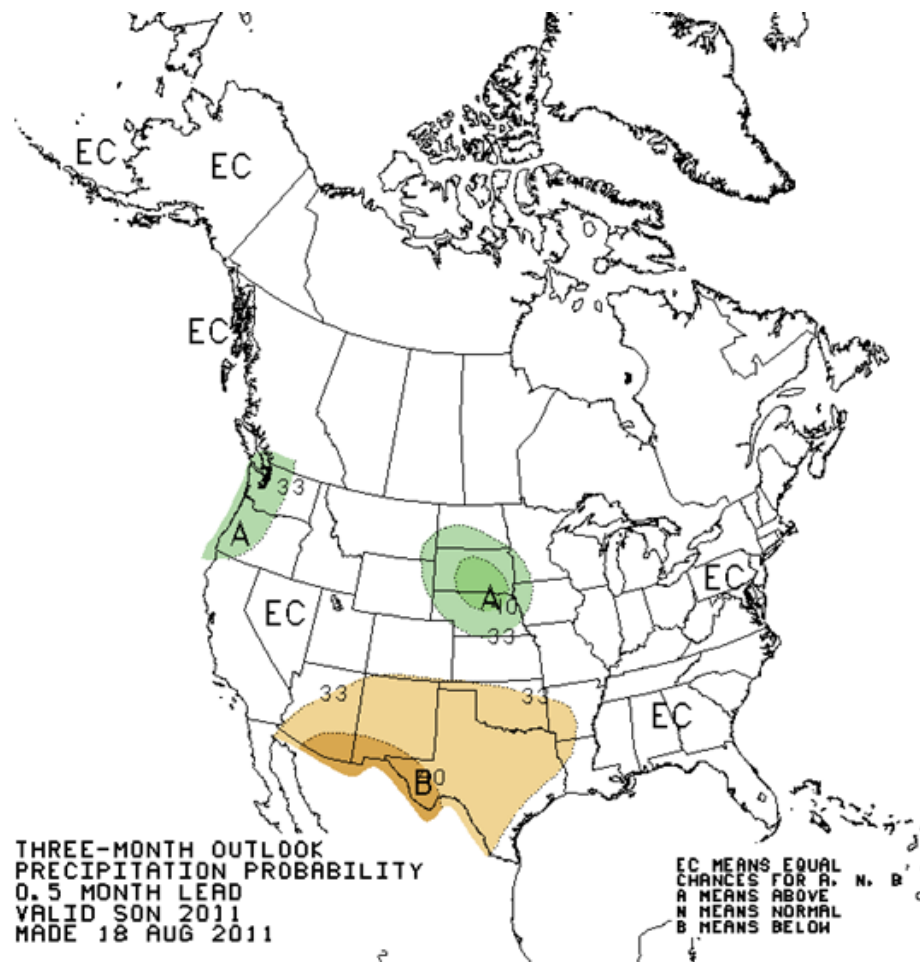 EC
EC
EC
33
A
A
40
33
EC
EC
EC
33
33
B
THREE-MONTH OUTLOOK
PRECIPITATION PROBABILITY
0.5 MONTH LEAD
VALID SON 2011
MADE 18 AUG 2011
EC MEANS EQUAL
CHANCES FOR A, N, B
A MEANS ABOVE
N MEANS NORMAL
B MEANS BELOW